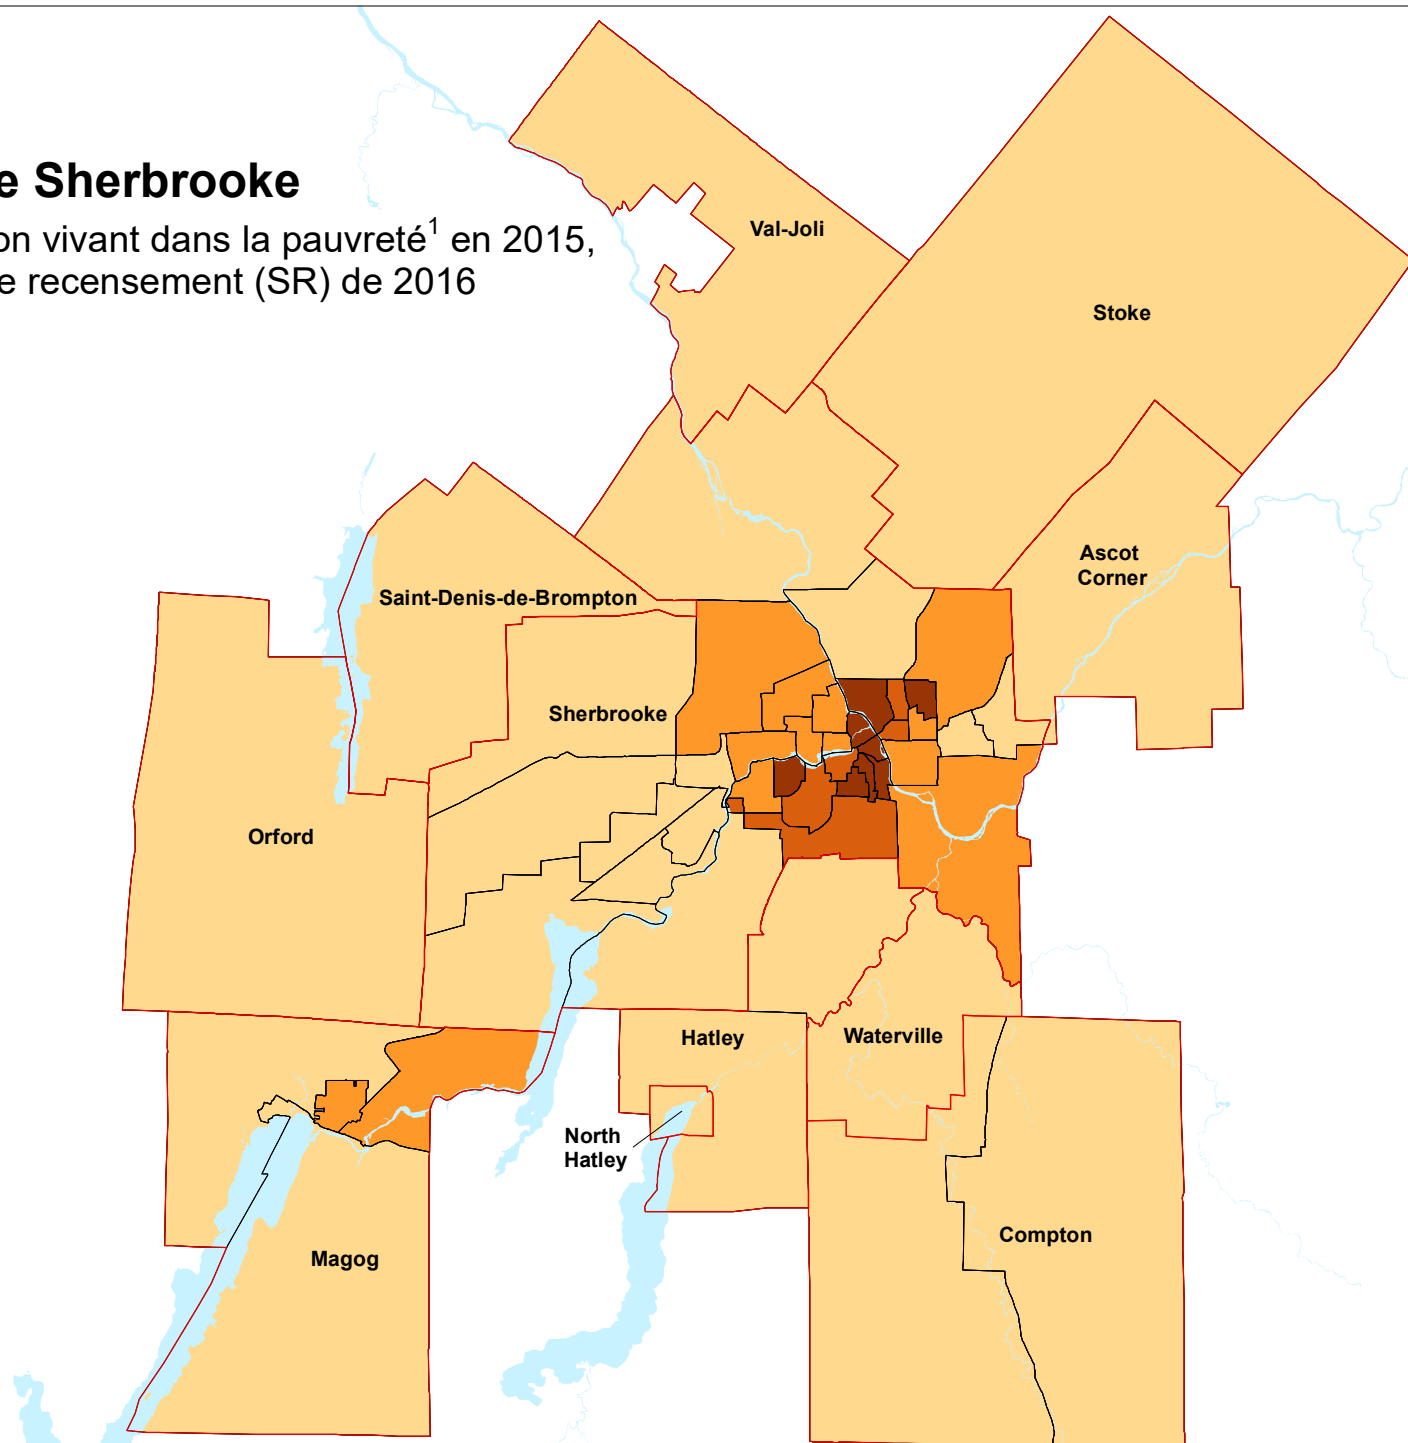 e Sherbrooke
on vivant dans la pauvreté¹ en 2015,
e recensement (SR) de 2016
Val-Joli
Stoke
Ascot
Corner
Saint-Denis-de-Brompton
Sherbrooke
Orford
Hatley
Waterville
North
Hatley
Compton
Magog